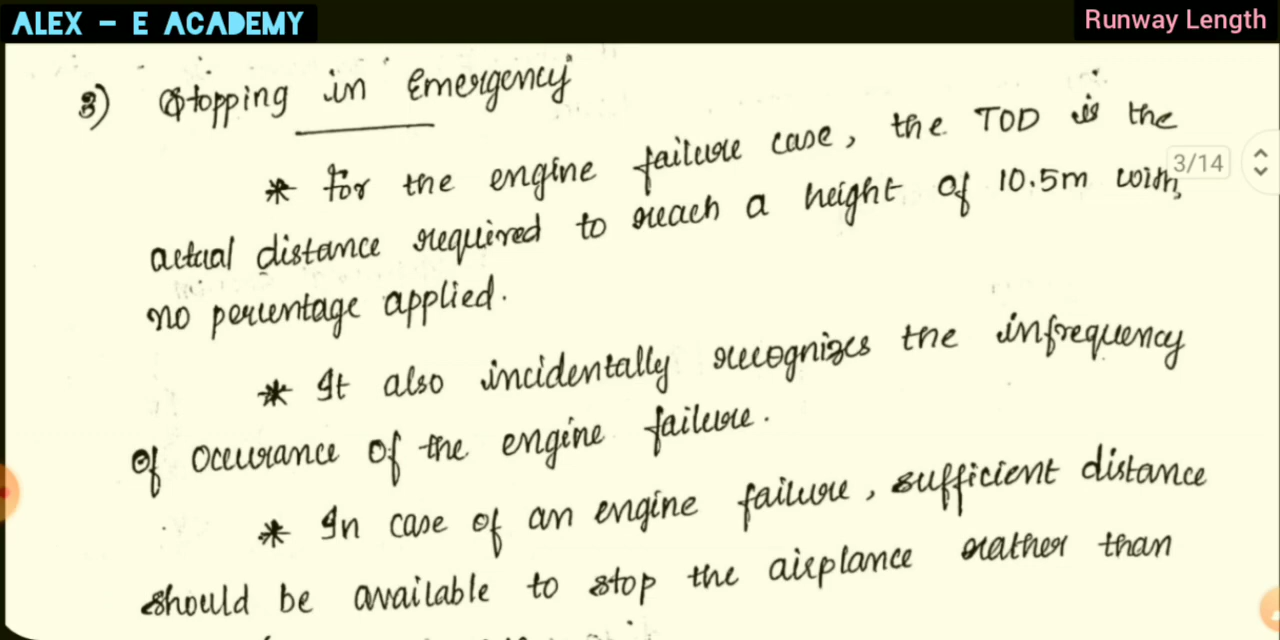 ALEX - E ACADEMY
Runway Length
3) Stopping in Emergency
* For the engine failure case, the TOD is the
3/14
actual distance required to reach a height of 10.5m with
no percentage applied.
* It also incidentally recognizes the infrequency
of occurance of the engine failure.
* In case of an engine failure, sufficient distance
should be available to stop the airplance rather than